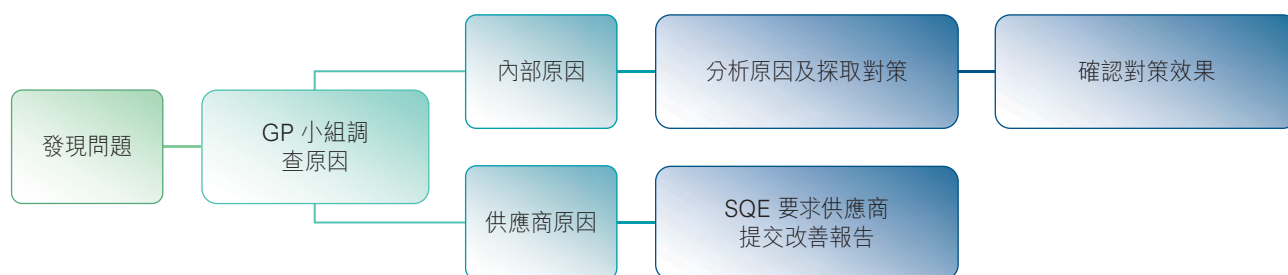 發現問題
GP 小組調
查原因
內部原因
分析原因及探取對策
確認對策效果
供應商原因
SQE 要求供應商
提交改善報告